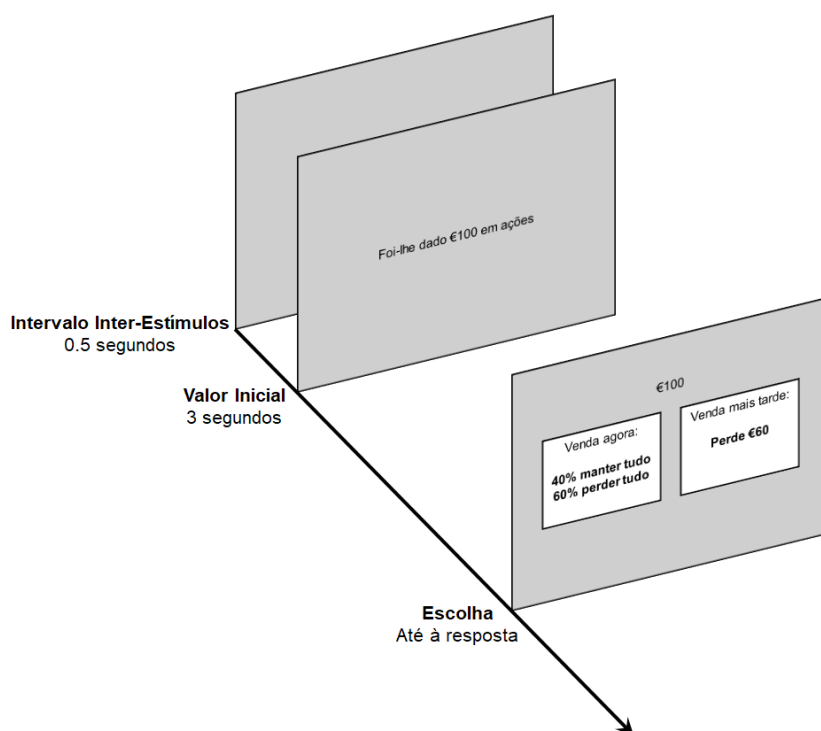 Foi-lhe dado €100 em ações
Intervalo Inter-Estímulos
0.5 segundos
Valor Inicial
3 segundos
€100
Venda agora:
40% manter tudo
60% perder tudo
Venda mais tarde:
Perde €60
Escolha
Até à resposta